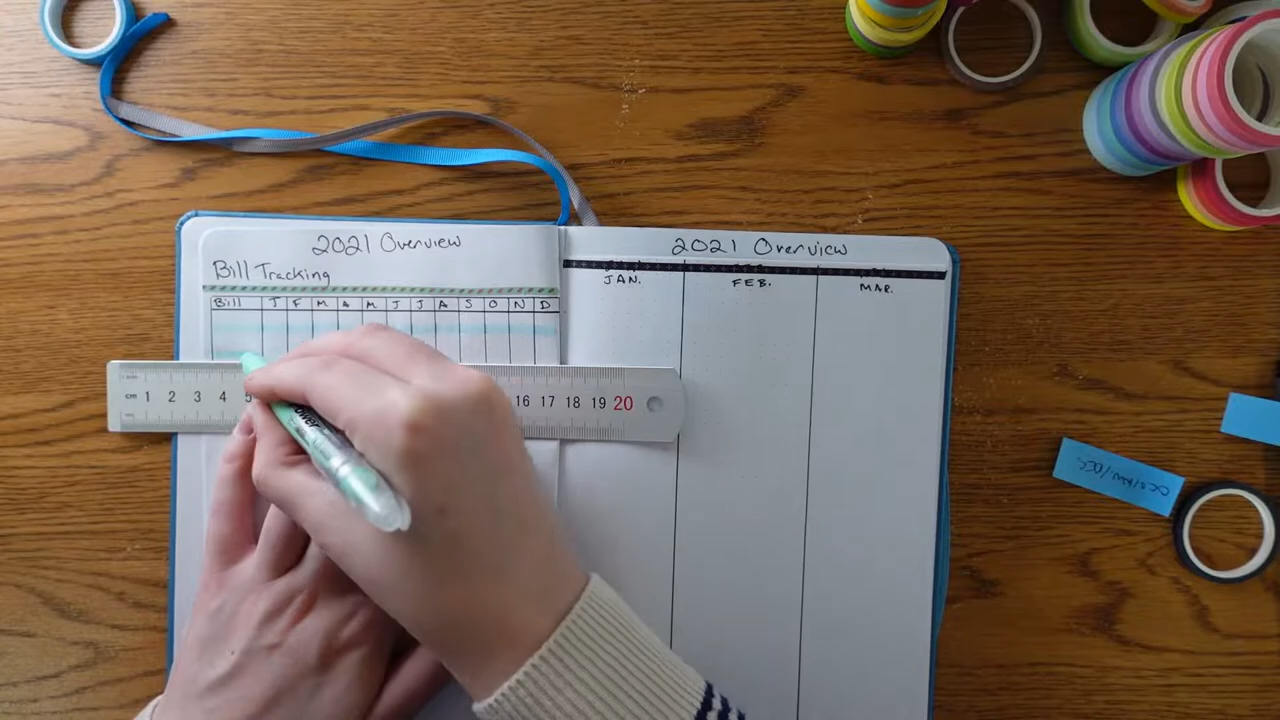 2021 Overview
Bill Tracking
Bill J F M A M J J A S O N D
2021 Overview
JAN. FEB. MAR.
cm 1 2 3 4 5 16 17 18 19 20